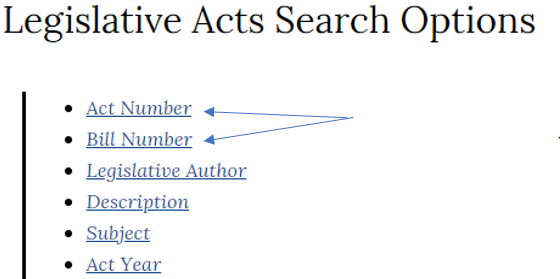 Legislative Acts Search Options
Act Number
Bill Number
Legislative Author
Description
Subject
Act Year